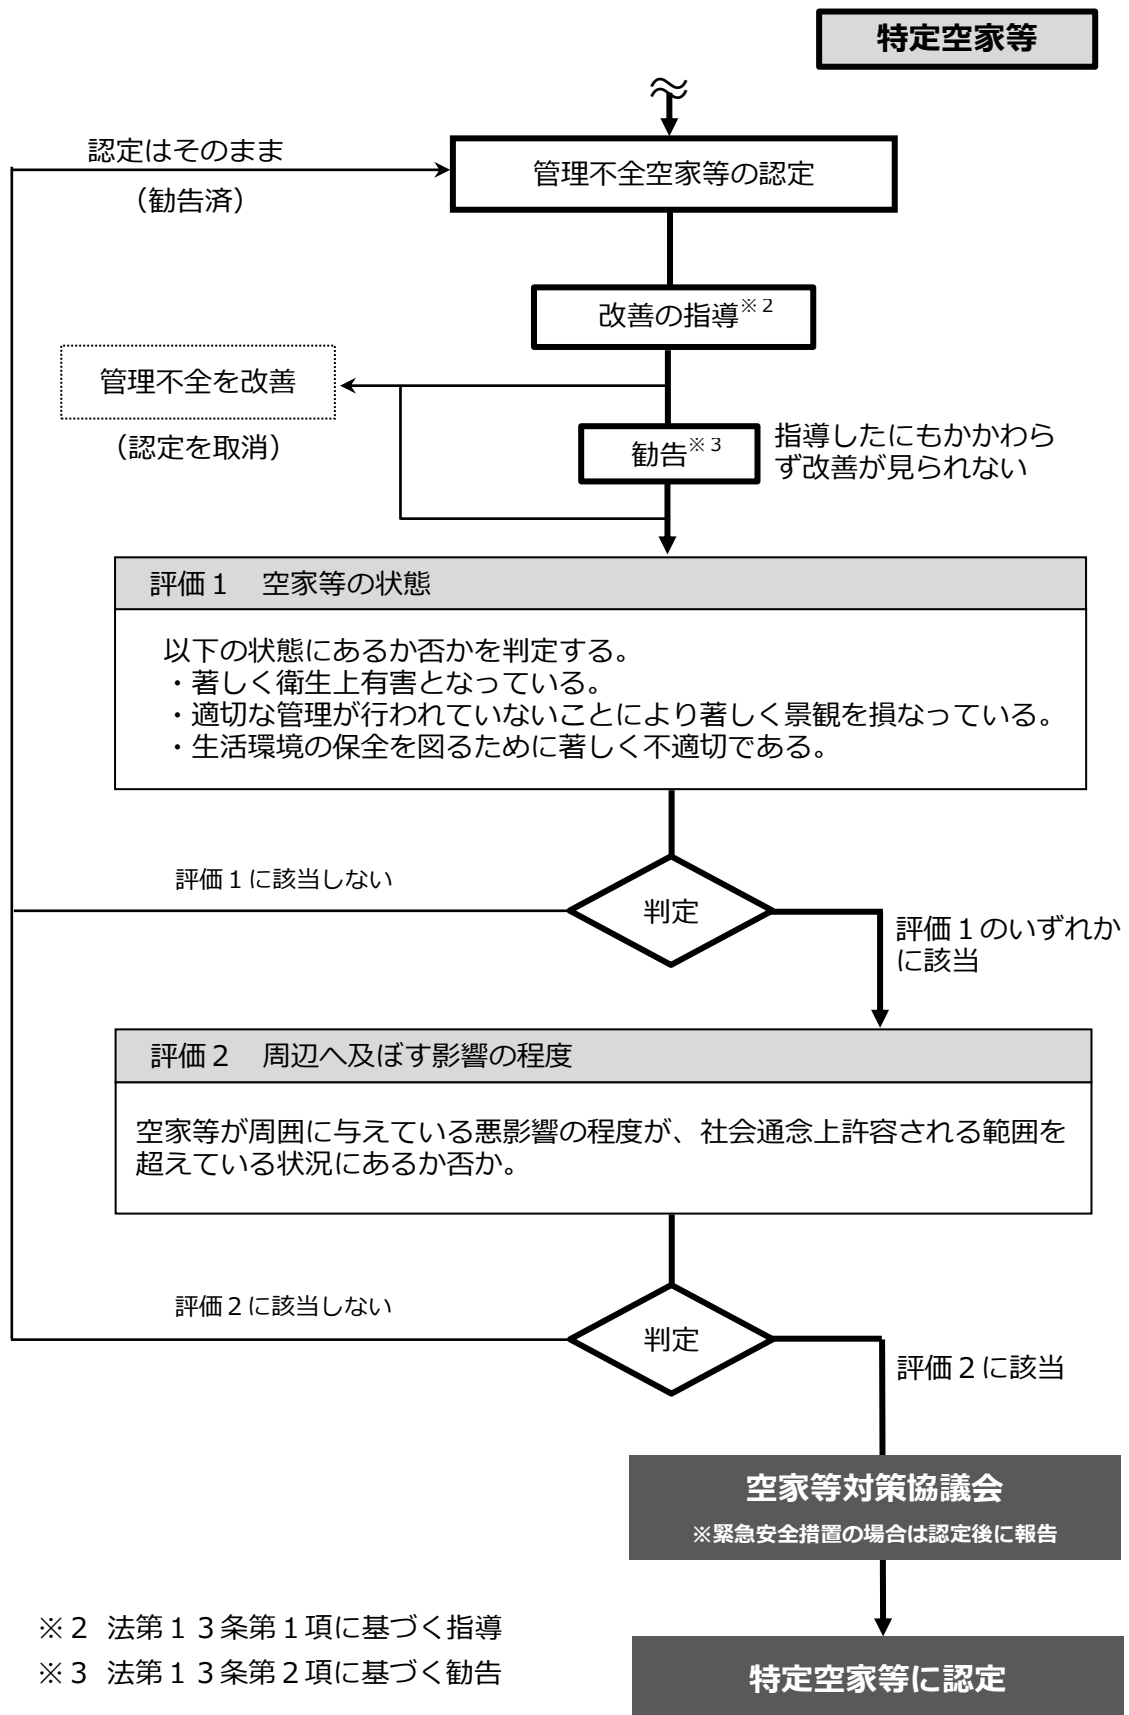 特定空家等
認定はそのまま
（勧告済）
管理不全空家等の認定
改善の指導※２
管理不全を改善
（認定を取消）
勧告※３
指導したにもかかわら
ず改善が見られない
評価１　空家等の状態
以下の状態にあるか否かを判定する。
・著しく衛生上有害となっている。
・適切な管理が行われていないことにより著しく景観を損なっている。
・生活環境の保全を図るために著しく不適切である。
評価１に該当しない
判定
評価１のいずれか
に該当
評価２　周辺へ及ぼす影響の程度
空家等が周囲に与えている悪影響の程度が、社会通念上許容される範囲を
超えている状況にあるか否か。
評価２に該当しない
判定
評価２に該当
空家等対策協議会
※緊急安全措置の場合は認定後に報告
※２ 法第１３条第１項に基づく指導
※３ 法第１３条第２項に基づく勧告
特定空家等に認定